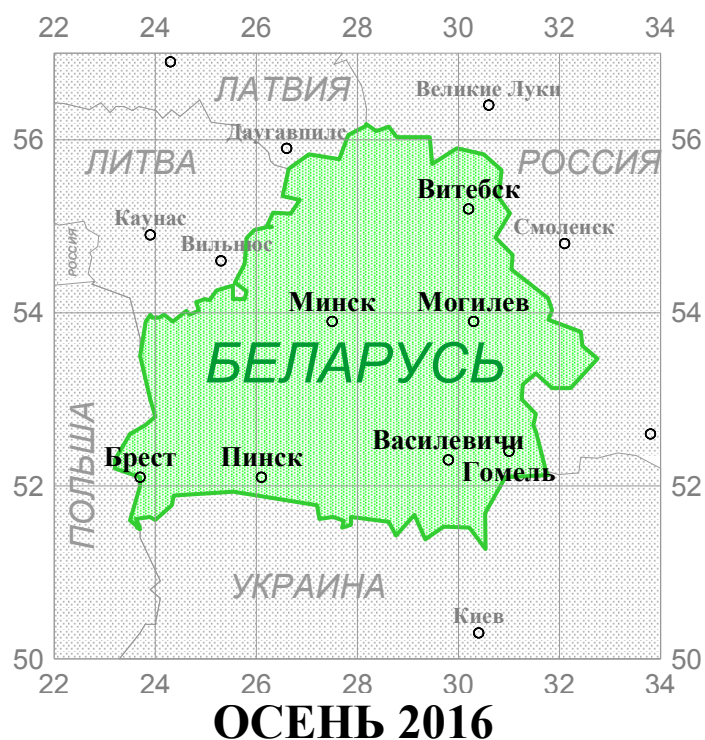 22 24 26 28 30 32 34
ЛАТВИЯ
Великие Луки
56 Даугавпилс 56
ЛИТВА
РОССИЯ
Витебск
Каунас
Смоленск
Вильнюс
РОССИЯ
Минск
Могилев
54 54
БЕЛАРУСЬ
ПОЛЬША
Василевичи
Брест
Пинск
Гомель
52 52
УКРАИНА
Киев
50 50
22 24 26 28 30 32 34
ОСЕНЬ 2016